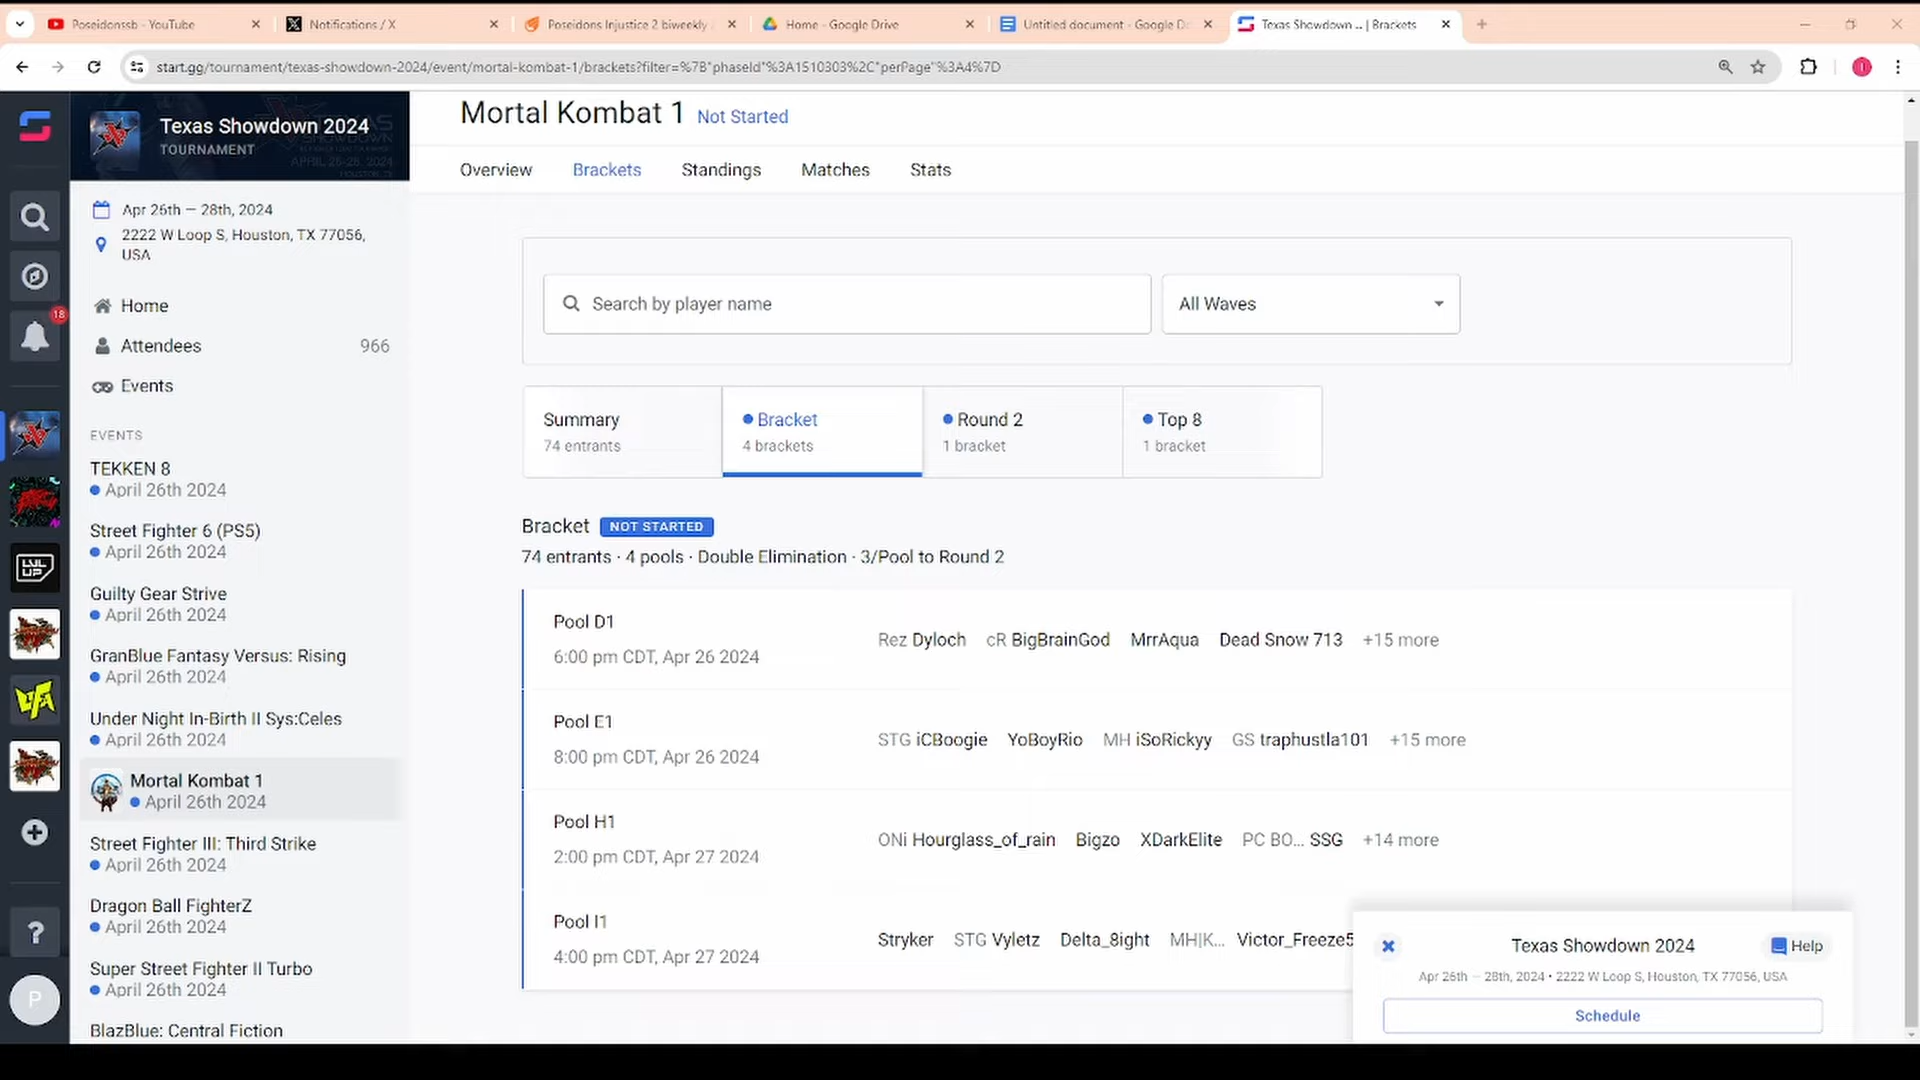 Poseidonssb - YouTube
Notifications / X
Poseidons Injustice 2 biweekly
Home - Google Drive
Untitled document - Google Do
Texas Showdown ... | Brackets
start.gg/tournament/texas-showdown-2024/event/mortal-kombat-1/brackets?filter=%7B"phaseId"%3A1510303%2C"perPage"%3A4%7D
Texas Showdown 2024
TOURNAMENT
Apr 26th — 28th, 2024
2222 W Loop S, Houston, TX 77056,
USA
18
Home
Attendees 966
Events
EVENTS
TEKKEN 8
April 26th 2024
Street Fighter 6 (PS5)
April 26th 2024
LVL
UP
Guilty Gear Strive
April 26th 2024
GranBlue Fantasy Versus: Rising
April 26th 2024
Under Night In-Birth II Sys:Celes
April 26th 2024
Mortal Kombat 1
April 26th 2024
Street Fighter III: Third Strike
April 26th 2024
Dragon Ball FighterZ
April 26th 2024
Super Street Fighter II Turbo
April 26th 2024
BlazBlue: Central Fiction
?
P
Mortal Kombat 1 Not Started
Overview Brackets Standings Matches Stats
Search by player name
All Waves
Summary
74 entrants
Bracket
4 brackets
Round 2
1 bracket
Top 8
1 bracket
Bracket NOT STARTED
74 entrants · 4 pools · Double Elimination · 3/Pool to Round 2
Pool D1
6:00 pm CDT, Apr 26 2024
Rez Dyloch cR BigBrainGod MrrAqua Dead Snow 713 +15 more
Pool E1
8:00 pm CDT, Apr 26 2024
STG iCBoogie YoBoyRio MH iSoRickyy GS traphustla101 +15 more
Pool H1
2:00 pm CDT, Apr 27 2024
ONi Hourglass_of_rain Bigzo XDarkElite PC BO... SSG +14 more
Pool I1
4:00 pm CDT, Apr 27 2024
Stryker STG Vyletz Delta_8ight MH|K... Victor_Freeze5
Texas Showdown 2024
Help
Apr 26th — 28th, 2024 • 2222 W Loop S, Houston, TX 77056, USA
Schedule